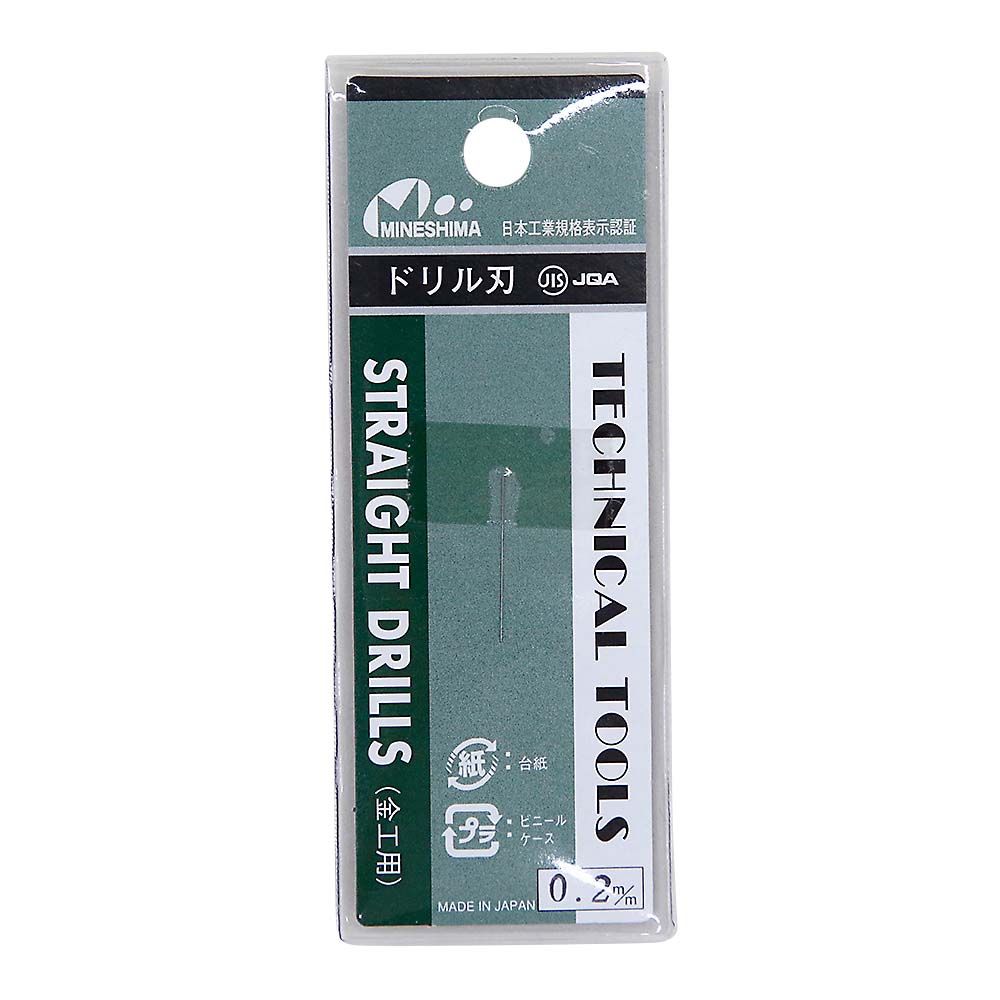 MINESHIMA
日本工業規格表示認証
ドリル刃 JIS JQA
STRAIGHT DRILLS (金工用)
TECHNICAL TOOLS
紙 : 台紙
プラ : ビニール
ケース
MADE IN JAPAN
0.2m/m